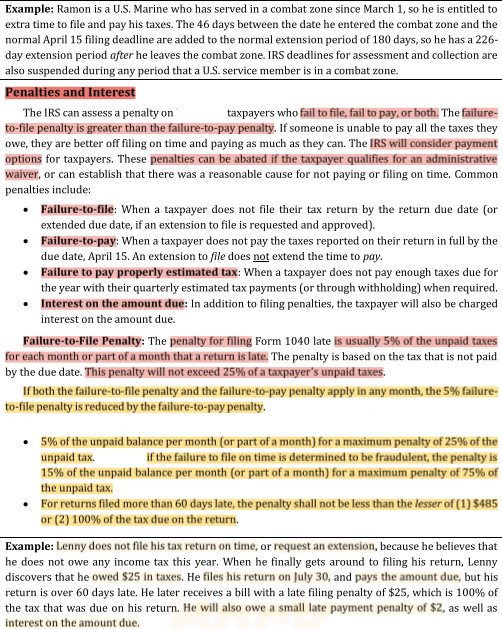 Example: Ramon is a U.S. Marine who has served in a combat zone since March 1, so he is entitled to
extra time to file and pay his taxes. The 46 days between the date he entered the combat zone and the
normal April 15 filing deadline are added to the normal extension period of 180 days, so he has a 226-
day extension period after he leaves the combat zone. IRS deadlines for assessment and collection are
also suspended during any period that a U.S. service member is in a combat zone.
Penalties and Interest
The IRS can assess a penalty on taxpayers who fail to file, fail to pay, or both. The failure-
to-file penalty is greater than the failure-to-pay penalty. If someone is unable to pay all the taxes they
owe, they are better off filing on time and paying as much as they can. The IRS will consider payment
options for taxpayers. These penalties can be abated if the taxpayer qualifies for an administrative
waiver, or can establish that there was a reasonable cause for not paying or filing on time. Common
penalties include:
• Failure-to-file: When a taxpayer does not file their tax return by the return due date (or
extended due date, if an extension to file is requested and approved).
• Failure-to-pay: When a taxpayer does not pay the taxes reported on their return in full by the
due date, April 15. An extension to file does not extend the time to pay.
• Failure to pay properly estimated tax: When a taxpayer does not pay enough taxes due for
the year with their quarterly estimated tax payments (or through withholding) when required.
• Interest on the amount due: In addition to filing penalties, the taxpayer will also be charged
interest on the amount due.
Failure-to-File Penalty: The penalty for filing Form 1040 late is usually 5% of the unpaid taxes
for each month or part of a month that a return is late. The penalty is based on the tax that is not paid
by the due date. This penalty will not exceed 25% of a taxpayer's unpaid taxes.
If both the failure-to-file penalty and the failure-to-pay penalty apply in any month, the 5% failure-
to-file penalty is reduced by the failure-to-pay penalty.
• 5% of the unpaid balance per month (or part of a month) for a maximum penalty of 25% of the
unpaid tax. if the failure to file on time is determined to be fraudulent, the penalty is
15% of the unpaid balance per month (or part of a month) for a maximum penalty of 75% of
the unpaid tax.
• For returns filed more than 60 days late, the penalty shall not be less than the lesser of (1) $485
or (2) 100% of the tax due on the return.
Example: Lenny does not file his tax return on time, or request an extension, because he believes that
he does not owe any income tax this year. When he finally gets around to filing his return, Lenny
discovers that he owed $25 in taxes. He files his return on July 30, and pays the amount due, but his
return is over 60 days late. He later receives a bill with a late filing penalty of $25, which is 100% of
the tax that was due on his return. He will also owe a small late payment penalty of $2, as well as
interest on the amount due.